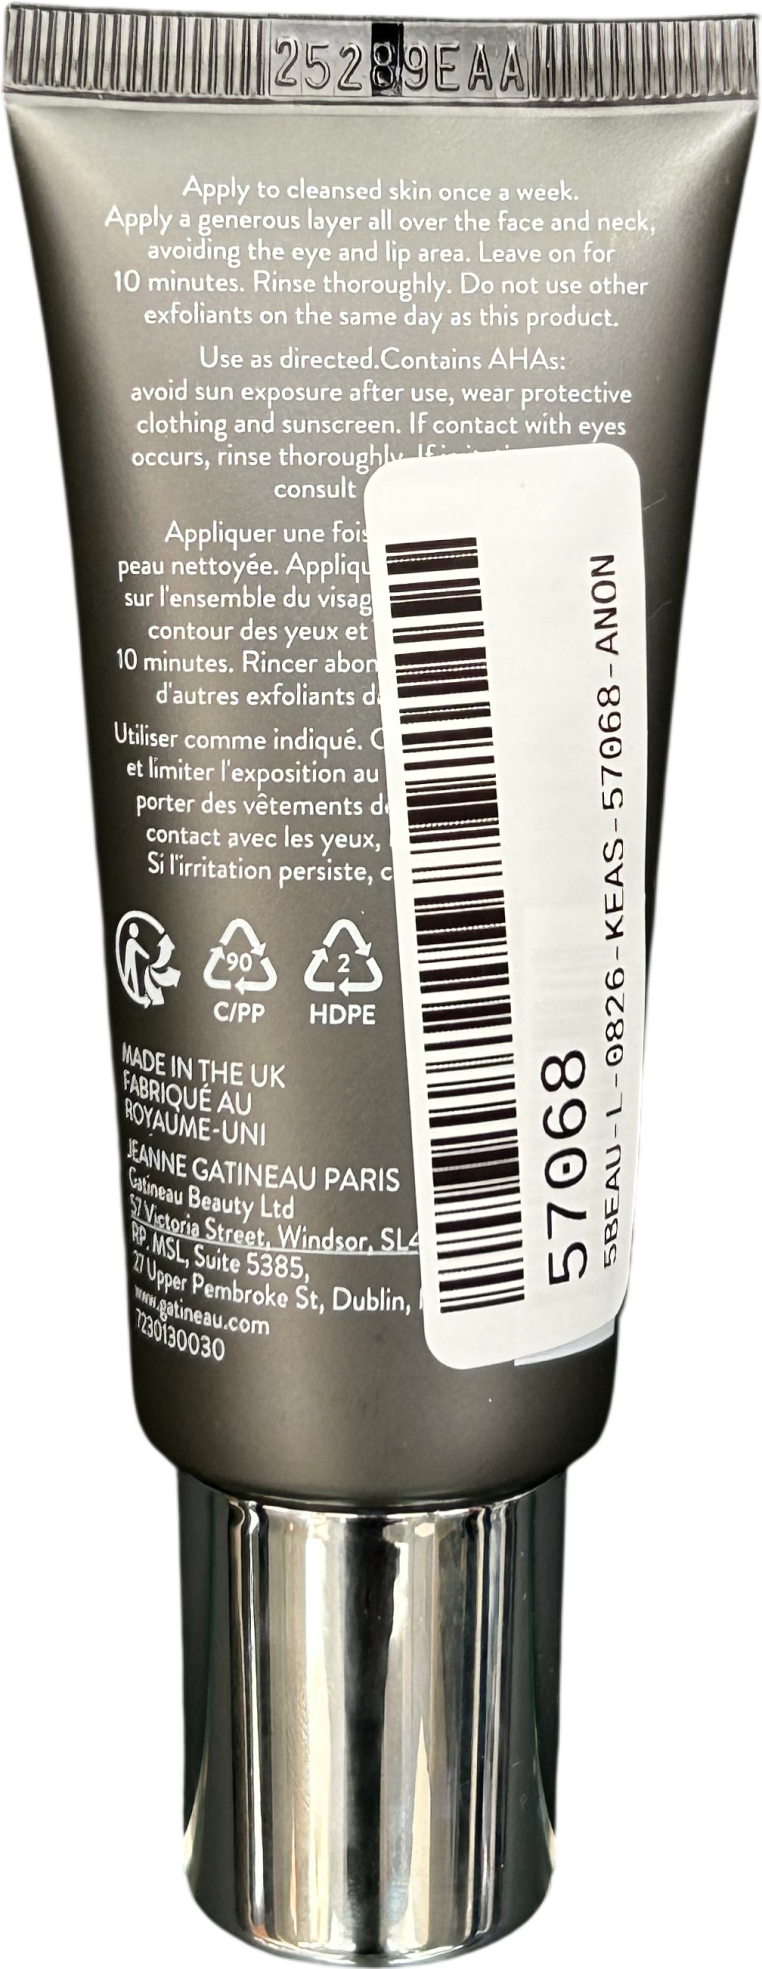 25289EAA
Apply to cleansed skin once a week.
Apply a generous layer all over the face and neck,
avoiding the eye and lip area. Leave on for
10 minutes. Rinse thoroughly. Do not use other
exfoliants on the same day as this product.
Use as directed.Contains AHAs:
avoid sun exposure after use, wear protective
clothing and sunscreen. If contact with eyes
occurs, rinse thoroughly. If
consult
Appliquer une fois
peau nettoyée.
sur l'ensemble du
contour des yeux et
10 minutes. Rincer
d'autres exfoliants
Utiliser comme indiqué.
et limiter l'exposition au
porter des vêtements
contact avec les yeux,
Si l'irritation persiste,
90
C/PP
2
HDPE
MADE IN THE UK
FABRIQUÉ AU
ROYAUME-UNI
JEANNE GATINEAU PARIS
Gatineau Beauty Ltd
57 Victoria Street, Windsor, SL4
RP. MSL, Suite 5385,
27 Upper Pembroke St, Dublin,
www.gatineau.com
7230130030
57068
5BEAU-L-0826-KEAS-57068-ANON